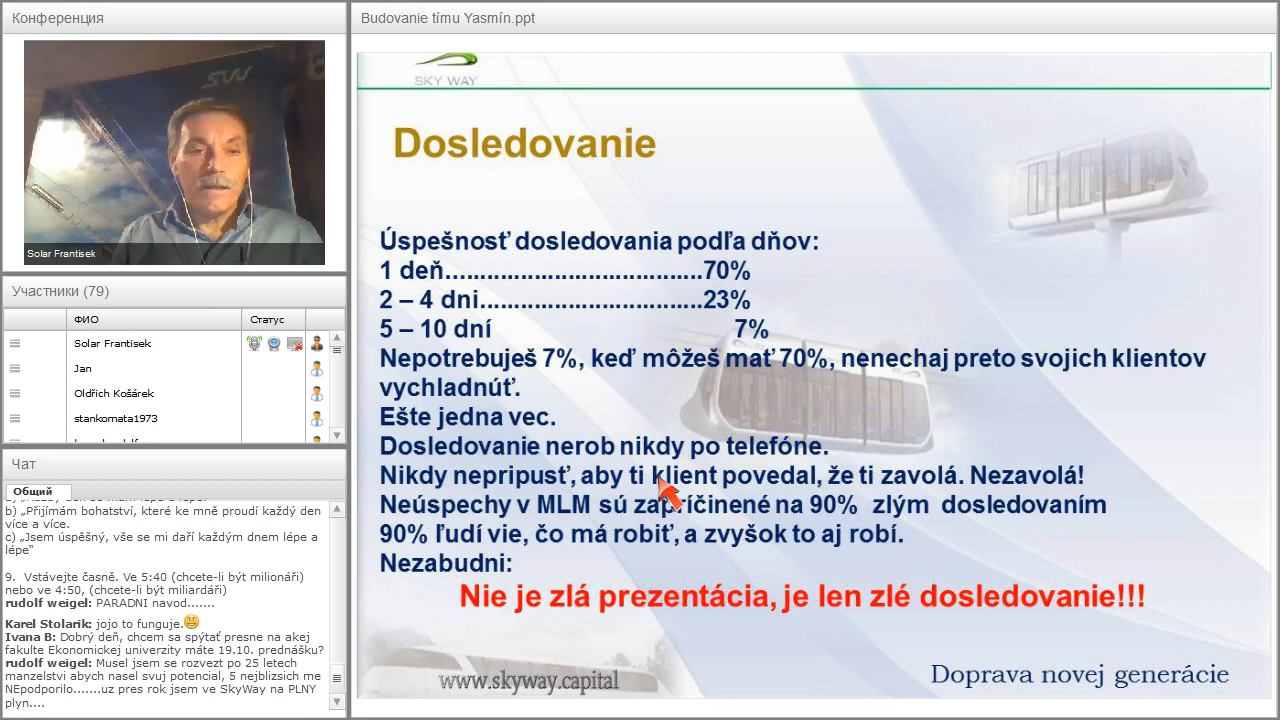 Конференция
Solar Frantisek
Участники (79)
ФИО
Статус
Solar Frantisek
Jan
Oldřich Košárek
stankomata1973
Чат
Общий
b) „Přijímám bohatství, které ke mně proudí každý den
více a více.
c) „Jsem úspěšný, vše se mi daří každým dnem lépe a
lépe“
9. Vstávejte časně. Ve 5:40 (chcete-li být milionáři)
nebo ve 4:50, (chcete-li být miliardáři)
rudolf weigel: PARADNI navod.......
Karel Stolarik: jojo to funguje.
Ivana B: Dobrý deň, chcem sa spýtať presne na akej
fakulte Ekonomickej univerzity máte 19.10. prednášku?
rudolf weigel: Musel jsem se rozvezt po 25 letech
manzelstvi abych nasel svuj potencial, 5 nejblizsich me
NEpodporilo.......uz pres rok jsem ve SkyWay na PLNY
plyn....
Budovanie tímu Yasmín.ppt
SKY WAY
Dosledovanie
Úspešnosť dosledovania podľa dňov:
1 deň.....................................70%
2 – 4 dni................................23%
5 – 10 dní 7%
Nepotrebuješ 7%, keď môžeš mať 70%, nenechaj preto svojich klientov
vychladnúť.
Ešte jedna vec.
Dosledovanie nerob nikdy po telefóne.
Nikdy nepripusť, aby ti klient povedal, že ti zavolá. Nezavolá!
Neúspechy v MLM sú zapríčinené na 90% zlým dosledovaním
90% ľudí vie, čo má robiť, a zvyšok to aj robí.
Nezabudni:
Nie je zlá prezentácia, je len zlé dosledovanie!!!
www.skyway.capital
Doprava novej generácie